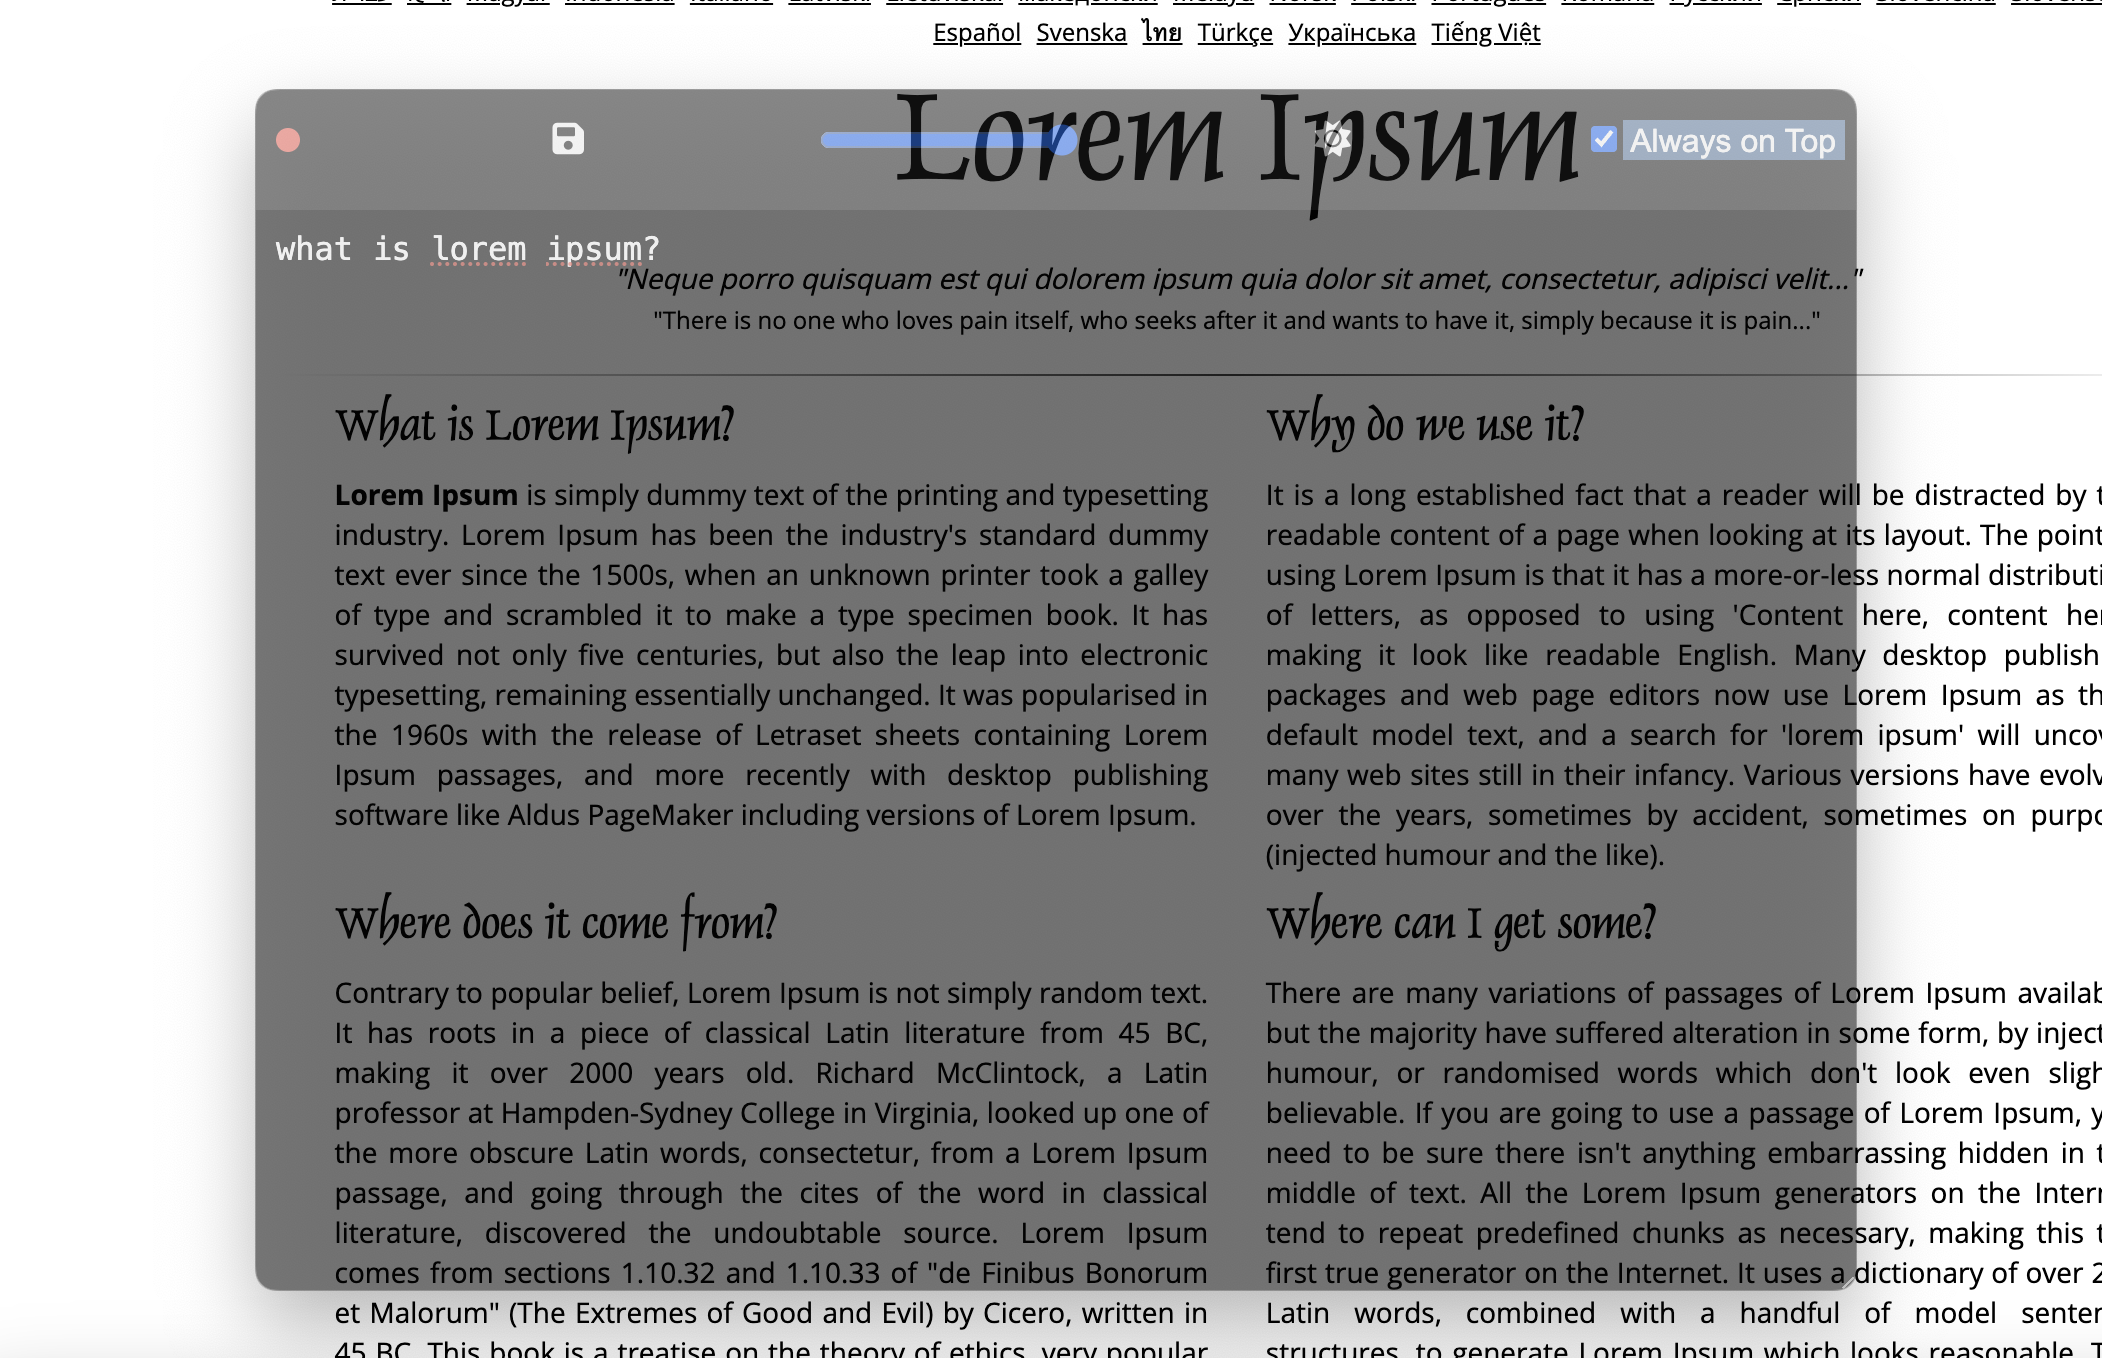 Magyar Indonesia Italiano Latviski Lietuviškai македонски Melayu Norsk Polski Português Româna Pyccкий Српски Slovenčina
Español Svenska ไทย Türkçe Українська Tiếng Việt
Lorem Ipsum
Always on Top
what is lorem ipsum?
"Neque porro quisquam est qui dolorem ipsum quia dolor sit amet, consectetur, adipisci velit..."
"There is no one who loves pain itself, who seeks after it and wants to have it, simply because it is pain..."
What is Lorem Ipsum?
Lorem Ipsum is simply dummy text of the printing and typesetting
industry. Lorem Ipsum has been the industry's standard dummy
text ever since the 1500s, when an unknown printer took a galley
of type and scrambled it to make a type specimen book. It has
survived not only five centuries, but also the leap into electronic
typesetting, remaining essentially unchanged. It was popularised in
the 1960s with the release of Letraset sheets containing Lorem
Ipsum passages, and more recently with desktop publishing
software like Aldus PageMaker including versions of Lorem Ipsum.
Why do we use it?
It is a long established fact that a reader will be distracted by
readable content of a page when looking at its layout. The point
using Lorem Ipsum is that it has a more-or-less normal distributi
of letters, as opposed to using 'Content here, content her
making it look like readable English. Many desktop publish
packages and web page editors now use Lorem Ipsum as th
default model text, and a search for 'lorem ipsum' will uncov
many web sites still in their infancy. Various versions have evolv
over the years, sometimes by accident, sometimes on purpo
(injected humour and the like).
Where does it come from?
Contrary to popular belief, Lorem Ipsum is not simply random text.
It has roots in a piece of classical Latin literature from 45 BC,
making it over 2000 years old. Richard McClintock, a Latin
professor at Hampden-Sydney College in Virginia, looked up one of
the more obscure Latin words, consectetur, from a Lorem Ipsum
passage, and going through the cites of the word in classical
literature, discovered the undoubtable source. Lorem Ipsum
comes from sections 1.10.32 and 1.10.33 of "de Finibus Bonorum
et Malorum" (The Extremes of Good and Evil) by Cicero, written in
45 BC. This book is a treatise on the theory of ethics, very popular
Where can I get some?
There are many variations of passages of Lorem Ipsum availab
but the majority have suffered alteration in some form, by inject
humour, or randomised words which don't look even sligh
believable. If you are going to use a passage of Lorem Ipsum, y
need to be sure there isn't anything embarrassing hidden in t
middle of text. All the Lorem Ipsum generators on the Intern
tend to repeat predefined chunks as necessary, making this t
first true generator on the Internet. It uses a dictionary of over 2
Latin words, combined with a handful of model senten
structures, to generate Lorem Ipsum which looks reasonable. T